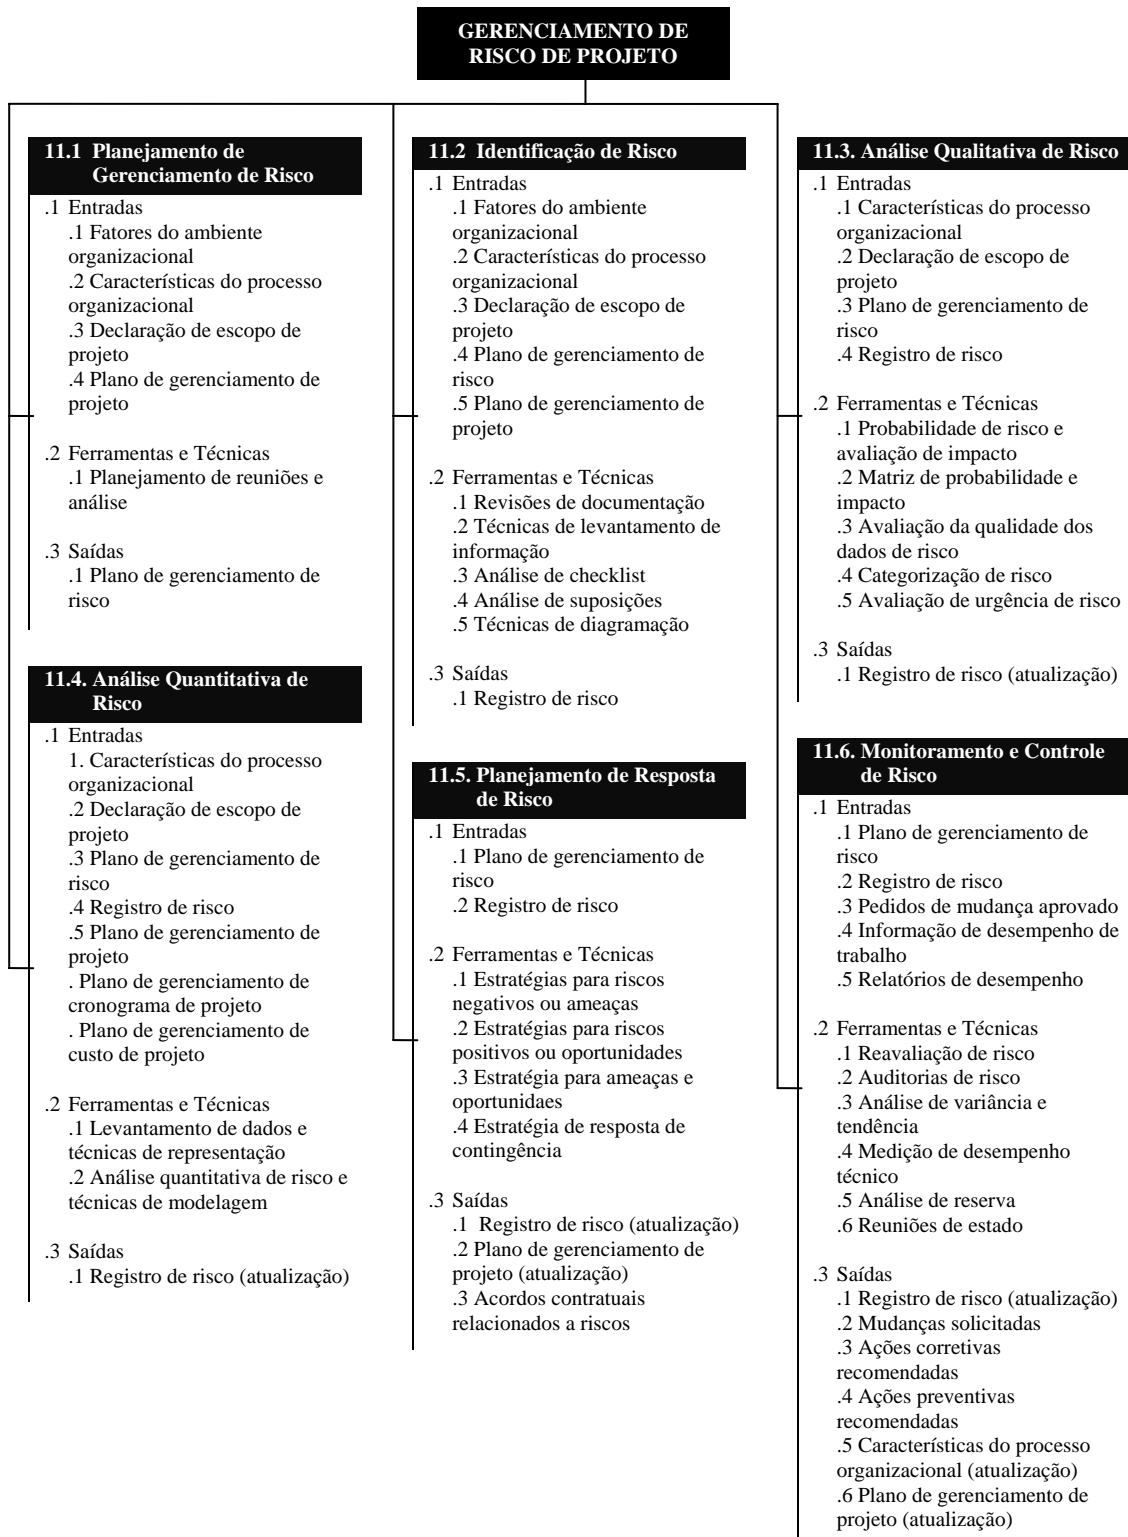 GERENCIAMENTO DE
RISCO DE PROJETO
11.1 Planejamento de
Gerenciamento de Risco
.1 Entradas
.1 Fatores do ambiente
organizacional
.2 Características do processo
organizacional
.3 Declaração de escopo de
projeto
.4 Plano de gerenciamento de
projeto
.2 Ferramentas e Técnicas
.1 Planejamento de reuniões e
análise
.3 Saídas
.1 Plano de gerenciamento de
risco
11.2 Identificação de Risco
.1 Entradas
.1 Fatores do ambiente
organizacional
.2 Características do processo
organizacional
.3 Declaração de escopo de
projeto
.4 Plano de gerenciamento de
risco
.5 Plano de gerenciamento de
projeto
.2 Ferramentas e Técnicas
.1 Revisões de documentação
.2 Técnicas de levantamento de
informação
.3 Análise de checklist
.4 Análise de suposições
.5 Técnicas de diagramação
.3 Saídas
.1 Registro de risco
11.3. Análise Qualitativa de Risco
.1 Entradas
.1 Características do processo
organizacional
.2 Declaração de escopo de
projeto
.3 Plano de gerenciamento de
risco
.4 Registro de risco
.2 Ferramentas e Técnicas
.1 Probabilidade de risco e
avaliação de impacto
.2 Matriz de probabilidade e
impacto
.3 Avaliação da qualidade dos
dados de risco
.4 Categorização de risco
.5 Avaliação de urgência de risco
.3 Saídas
.1 Registro de risco (atualização)
11.4. Análise Quantitativa de
Risco
.1 Entradas
1. Características do processo
organizacional
.2 Declaração de escopo de
projeto
.3 Plano de gerenciamento de
risco
.4 Registro de risco
.5 Plano de gerenciamento de
projeto
. Plano de gerenciamento de
cronograma de projeto
. Plano de gerenciamento de
custo de projeto
.2 Ferramentas e Técnicas
.1 Levantamento de dados e
técnicas de representação
.2 Análise quantitativa de risco e
técnicas de modelagem
.3 Saídas
.1 Registro de risco (atualização)
11.5. Planejamento de Resposta
de Risco
.1 Entradas
.1 Plano de gerenciamento de
risco
.2 Registro de risco
.2 Ferramentas e Técnicas
.1 Estratégias para riscos
negativos ou ameaças
.2 Estratégias para riscos
positivos ou oportunidades
.3 Estratégia para ameaças e
oportunidaes
.4 Estratégia de resposta de
contingência
.3 Saídas
.1 Registro de risco (atualização)
.2 Plano de gerenciamento de
projeto (atualização)
.3 Acordos contratuais
relacionados a riscos
11.6. Monitoramento e Controle
de Risco
.1 Entradas
.1 Plano de gerenciamento de
risco
.2 Registro de risco
.3 Pedidos de mudança aprovado
.4 Informação de desempenho de
trabalho
.5 Relatórios de desempenho
.2 Ferramentas e Técnicas
.1 Reavaliação de risco
.2 Auditorias de risco
.3 Análise de variância e
tendência
.4 Medição de desempenho
técnico
.5 Análise de reserva
.6 Reuniões de estado
.3 Saídas
.1 Registro de risco (atualização)
.2 Mudanças solicitadas
.3 Ações corretivas
recomendadas
.4 Ações preventivas
recomendadas
.5 Características do processo
organizacional (atualização)
.6 Plano de gerenciamento de
projeto (atualização)